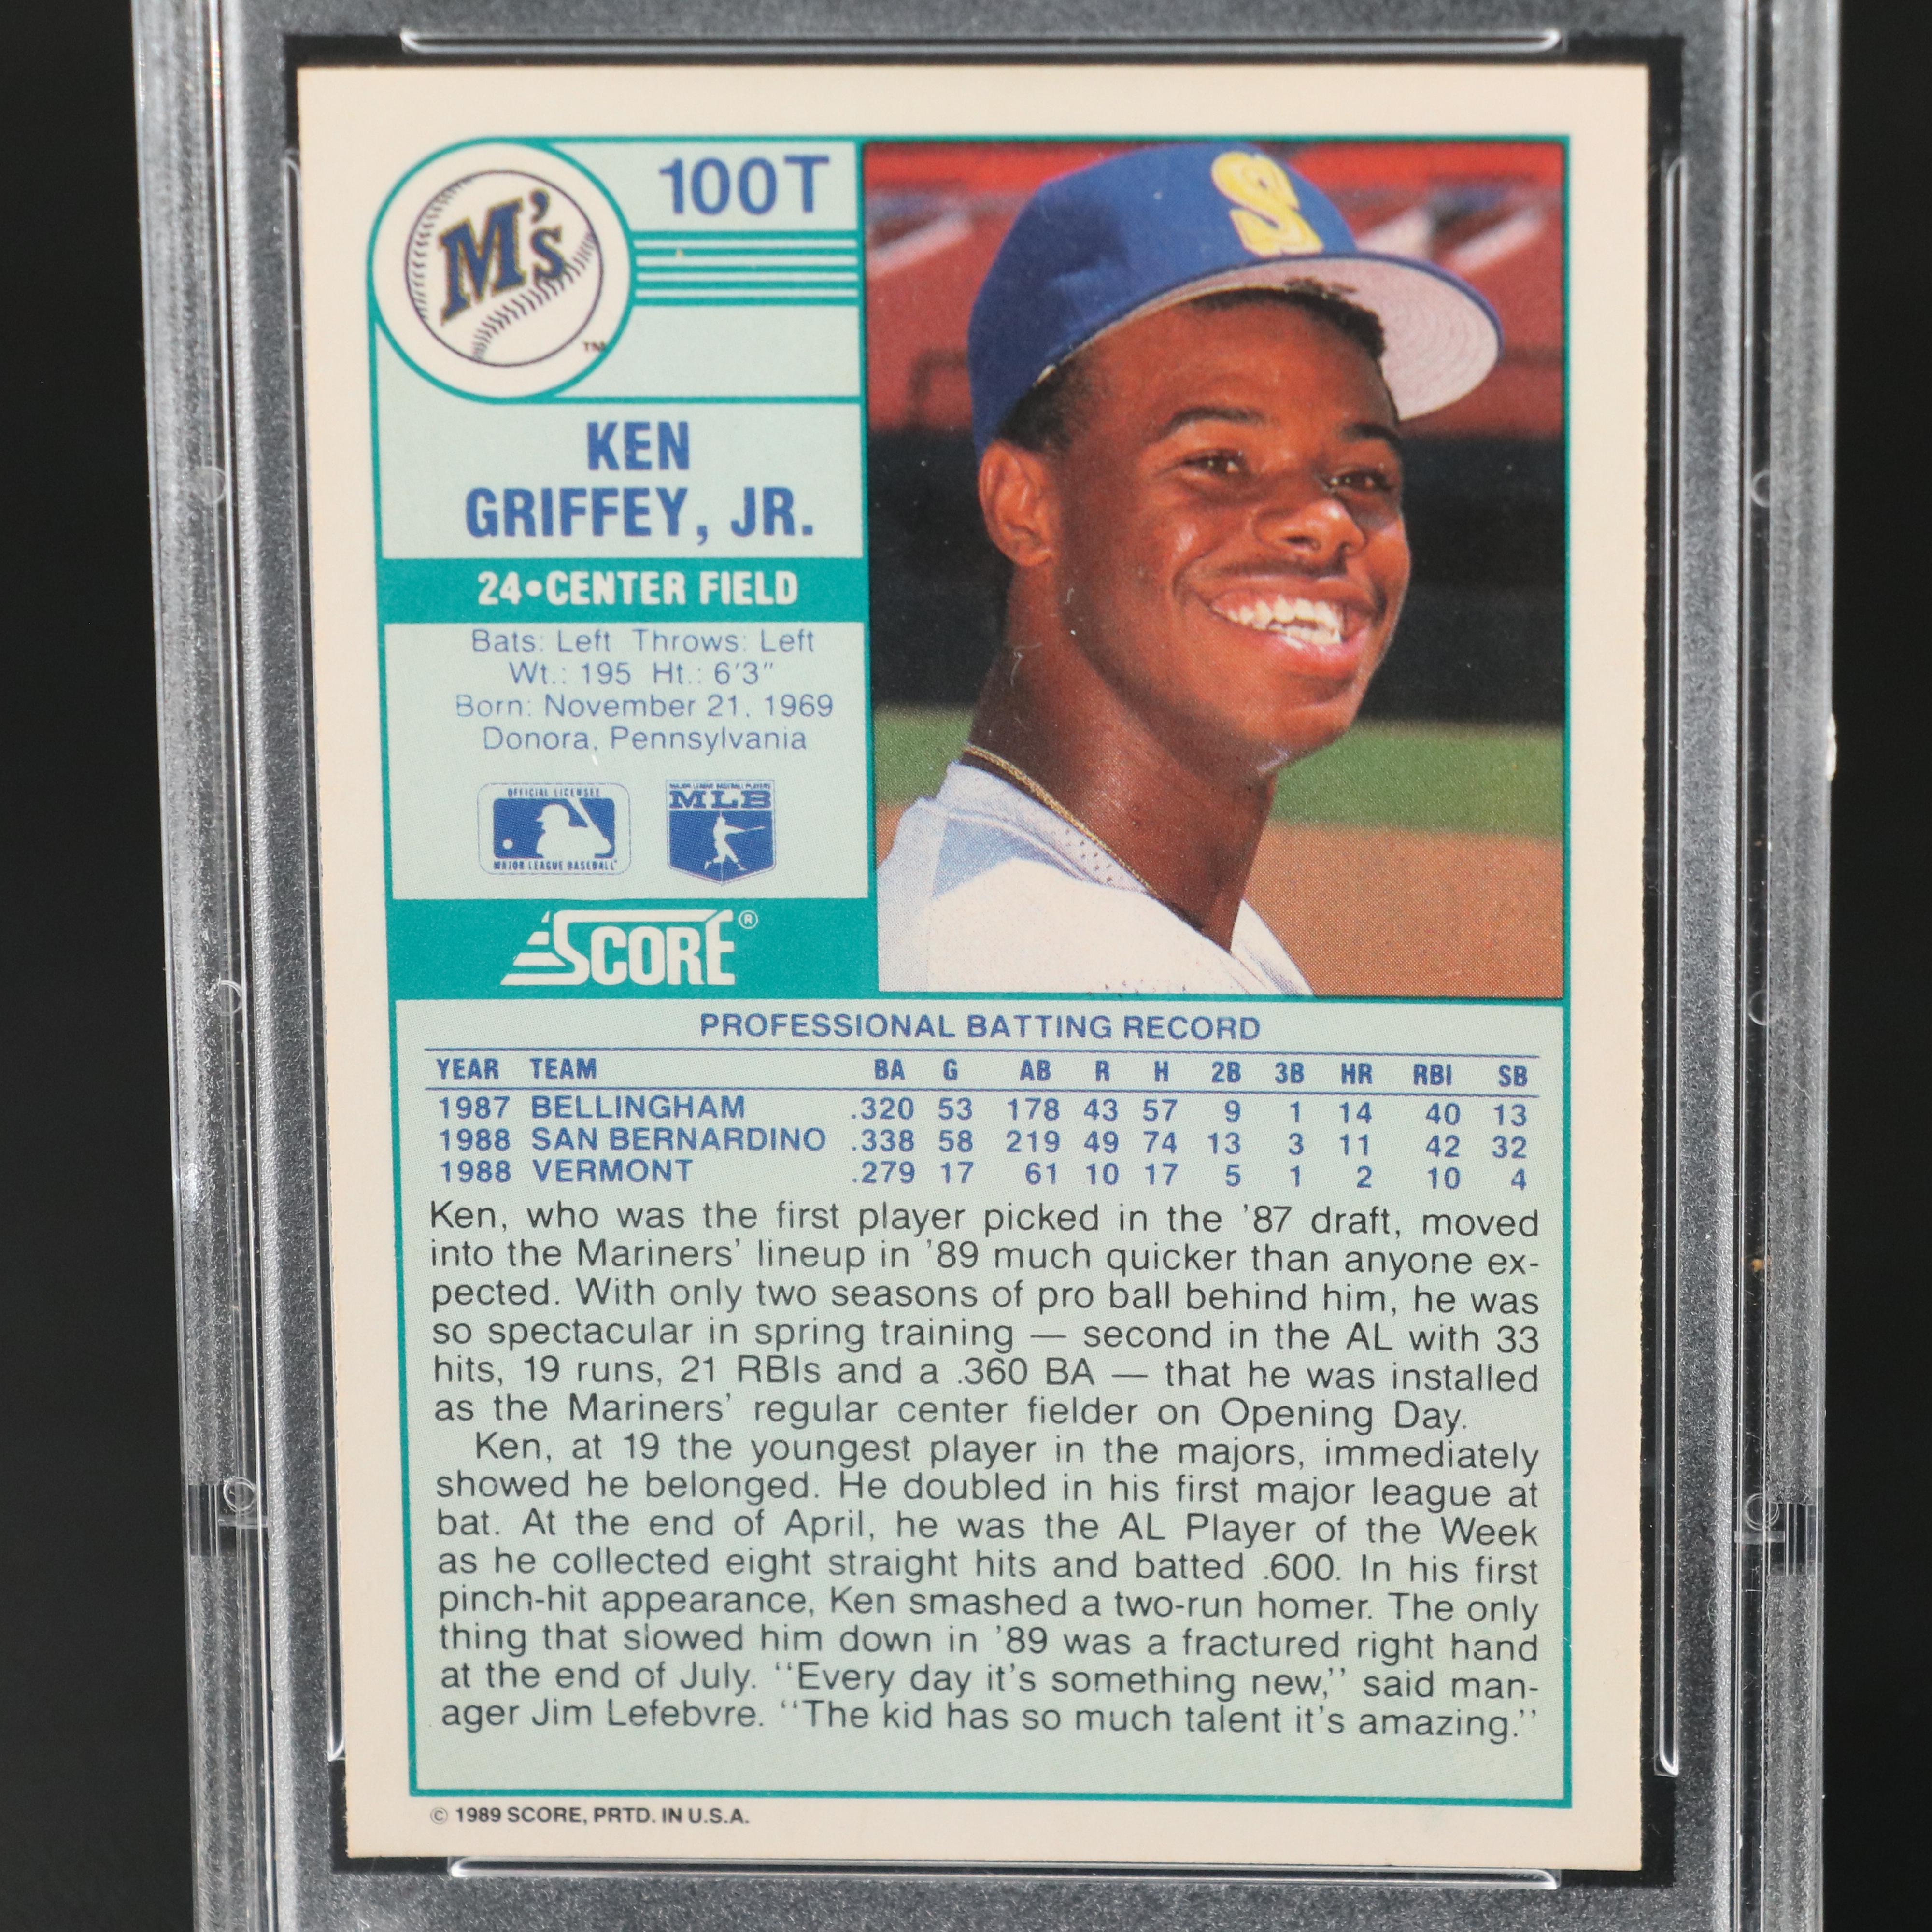 100T
M's
TM
KEN
GRIFFEY, JR.
24•CENTER FIELD
Bats: Left Throws: Left
Wt.: 195 Ht.: 6'3"
Born: November 21, 1969
Donora, Pennsylvania
OFFICIAL LICENSEE
MAJOR LEAGUE BASEBALL
MAJOR LEAGUE BASEBALL PLAYERS
MLB
SCORE®
S
PROFESSIONAL BATTING RECORD
YEAR TEAM BA G AB R H 2B 3B HR RBI SB
1987 BELLINGHAM .320 53 178 43 57 9 1 14 40 13
1988 SAN BERNARDINO .338 58 219 49 74 13 3 11 42 32
1988 VERMONT .279 17 61 10 17 5 1 2 10 4
Ken, who was the first player picked in the '87 draft, moved
into the Mariners' lineup in '89 much quicker than anyone ex-
pected. With only two seasons of pro ball behind him, he was
so spectacular in spring training — second in the AL with 33
hits, 19 runs, 21 RBIs and a .360 BA — that he was installed
as the Mariners' regular center fielder on Opening Day.
Ken, at 19 the youngest player in the majors, immediately
showed he belonged. He doubled in his first major league at
bat. At the end of April, he was the AL Player of the Week
as he collected eight straight hits and batted .600. In his first
pinch-hit appearance, Ken smashed a two-run homer. The only
thing that slowed him down in '89 was a fractured right hand
at the end of July. ''Every day it's something new,'' said man-
ager Jim Lefebvre. ''The kid has so much talent it's amazing.''
© 1989 SCORE, PRTD. IN U.S.A.